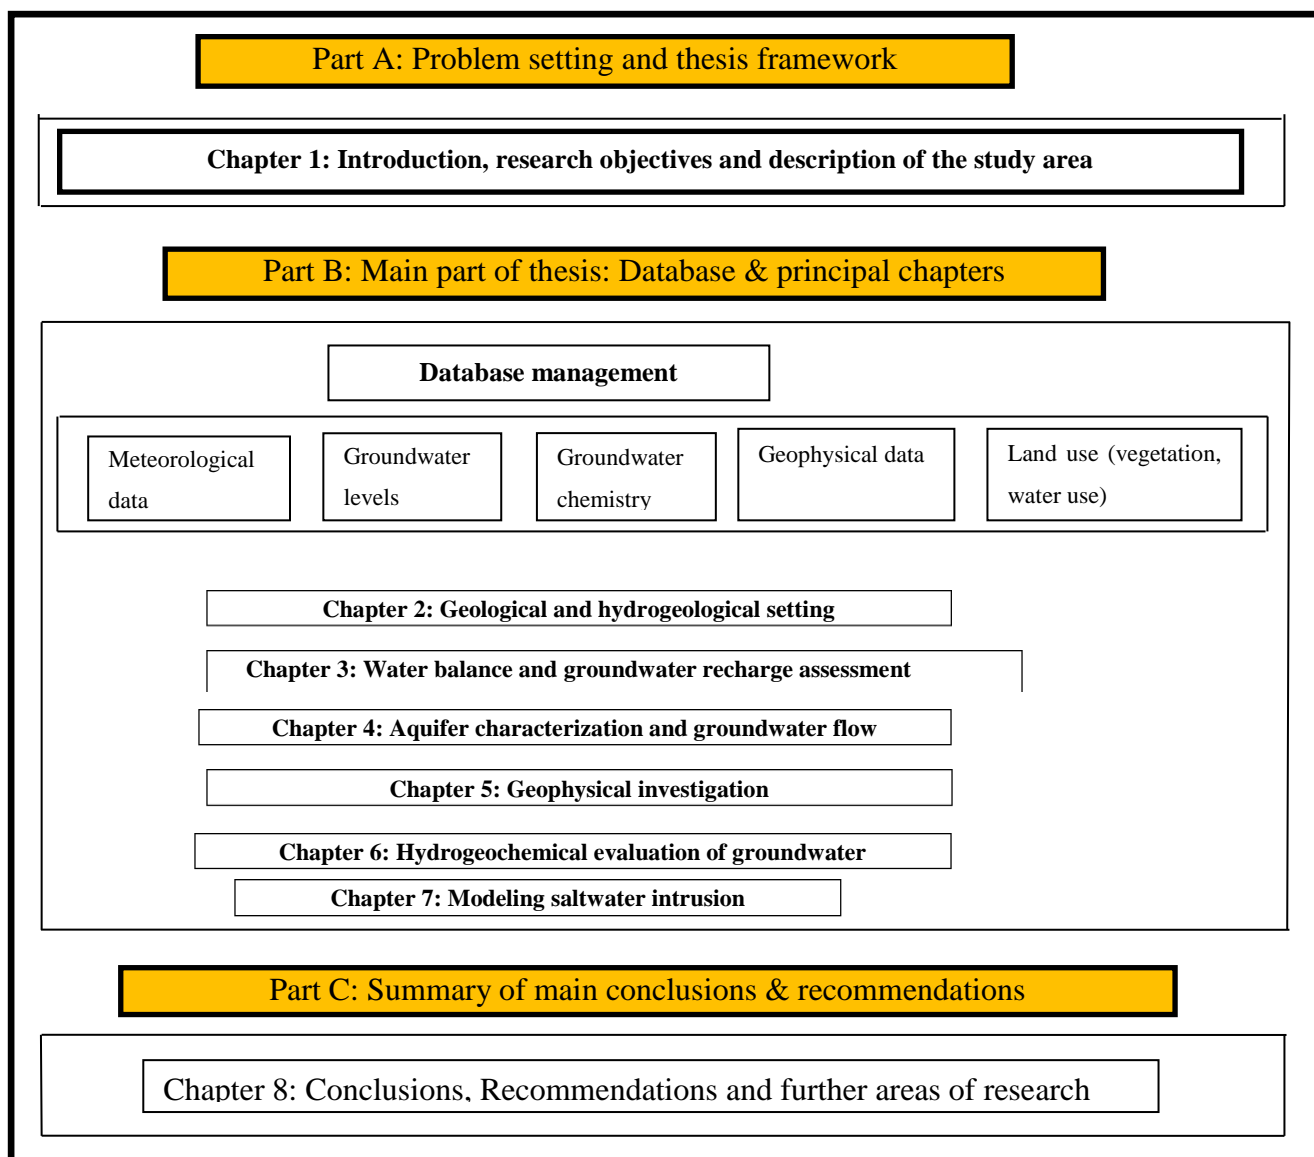 Part A: Problem setting and thesis framework
Chapter 1: Introduction, research objectives and description of the study area
Part B: Main part of thesis: Database & principal chapters
Database management
Meteorological
data
Groundwater
levels
Groundwater
chemistry
Geophysical data
Land use (vegetation,
water use)
Chapter 2: Geological and hydrogeological setting
Chapter 3: Water balance and groundwater recharge assessment
Chapter 4: Aquifer characterization and groundwater flow
Chapter 5: Geophysical investigation
Chapter 6: Hydrogeochemical evaluation of groundwater
Chapter 7: Modeling saltwater intrusion
Part C: Summary of main conclusions & recommendations
Chapter 8: Conclusions, Recommendations and further areas of research